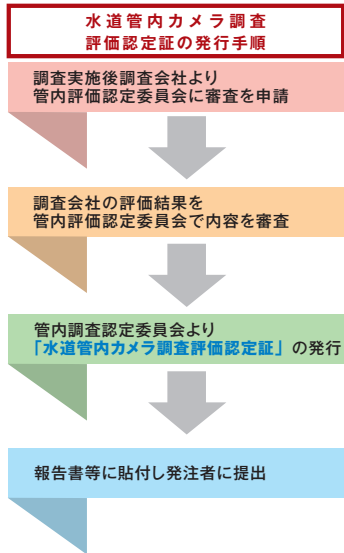 水道管内カメラ調査
評価認定証の発行手順
調査実施後調査会社より
管内評価認定委員会に審査を申請
調査会社の評価結果を
管内評価認定委員会で内容を審査
管内調査認定委員会より
「水道管内カメラ調査評価認定証」の発行
報告書等に貼付し発注者に提出